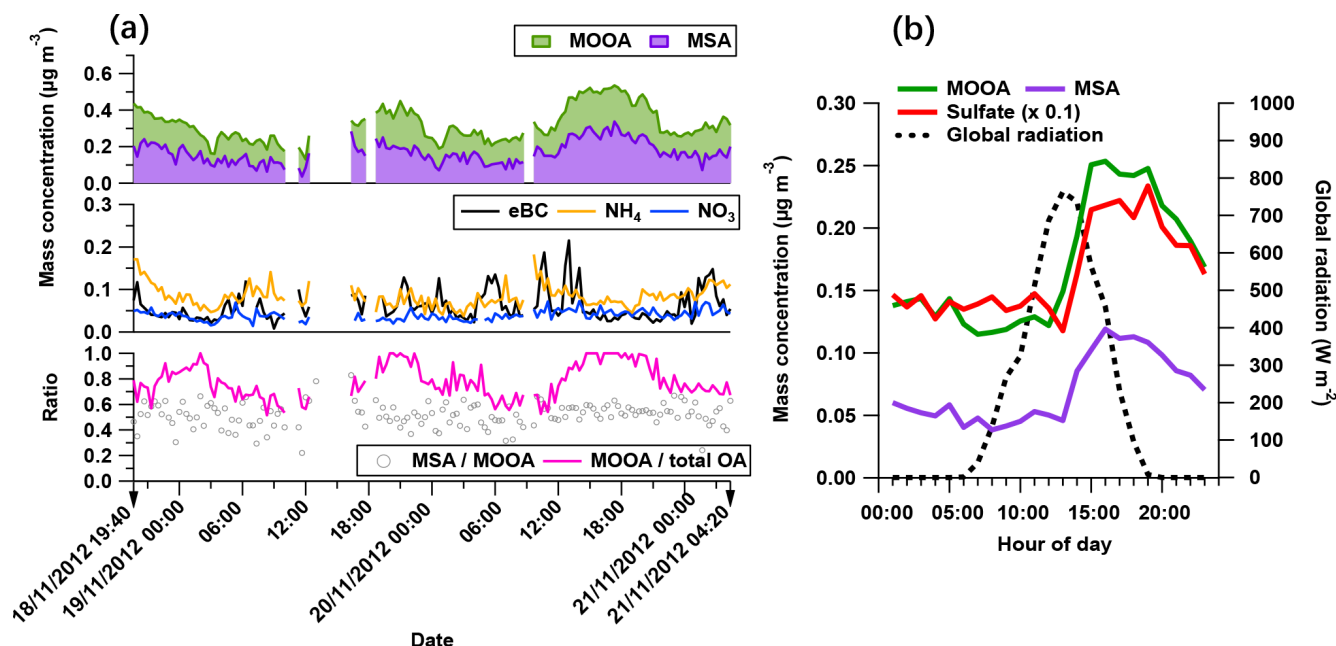 (a)
MOOA MSA
Mass concentration (µg m⁻³)
0.6
0.4
0.2
0.0
eBC NH₄ NO₃
0.3
0.2
0.1
0.0
Ratio
1.0
0.8
0.6
0.4
0.2
0.0
MSA / MOOA MOOA / total OA
18/11/2012 19:40
19/11/2012 00:00
06:00
12:00
18:00
20/11/2012 00:00
06:00
12:00
18:00
21/11/2012 00:00
21/11/2012 04:20
Date
(b)
MOOA MSA
Sulfate (x 0.1)
Global radiation
Mass concentration (µg m⁻³)
0.30
0.25
0.20
0.15
0.10
0.05
0.00
1000
900
800
700
600
500
400
300
200
100
0
Global radiation (W m⁻²)
00:00 05:00 10:00 15:00 20:00
Hour of day